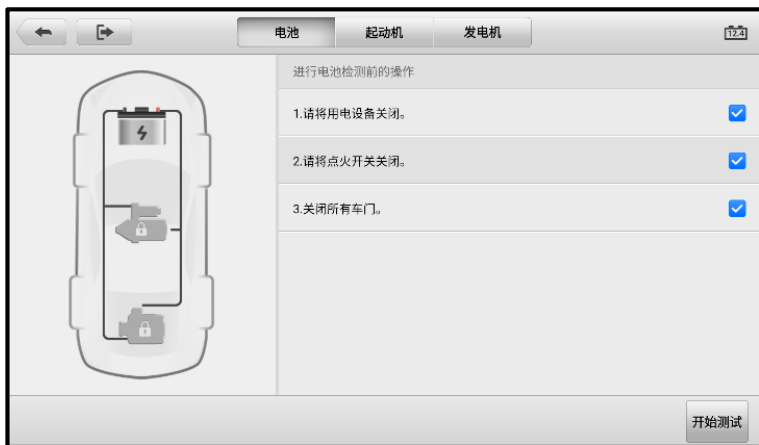 电池 起动机 发电机 12.4
进行电池检测前的操作
1.请将用电设备关闭。
2.请将点火开关关闭。
3.关闭所有车门。
开始测试